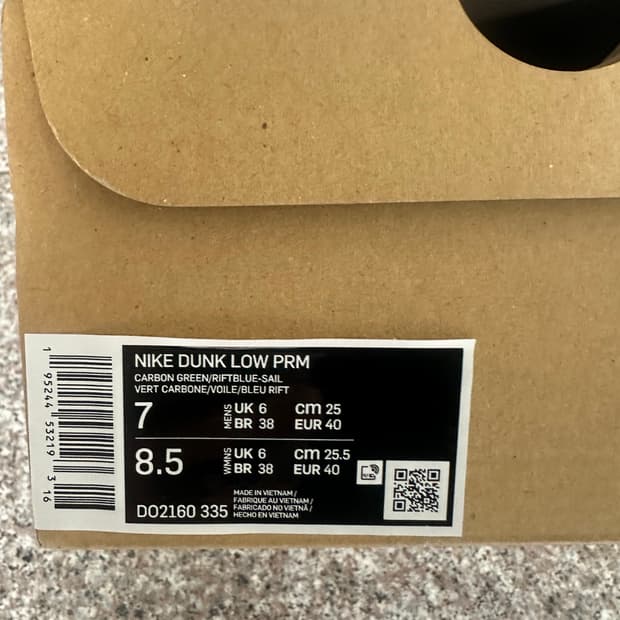 NIKE DUNK LOW PRM
CARBON GREEN/RIFTBLUE-SAIL
VERT CARBONE/VOILE/BLEU RIFT
7 MENS UK 6 cm 25
BR 38 EUR 40
8.5 WMNS UK 6 cm 25.5
BR 38 EUR 40
DO2160 335
MADE IN VIETNAM /
FABRIQUE AU VIETNAM /
FABRICADO NO VIETNÃ /
HECHO EN VIETNAM
1 95244 53219 3 16